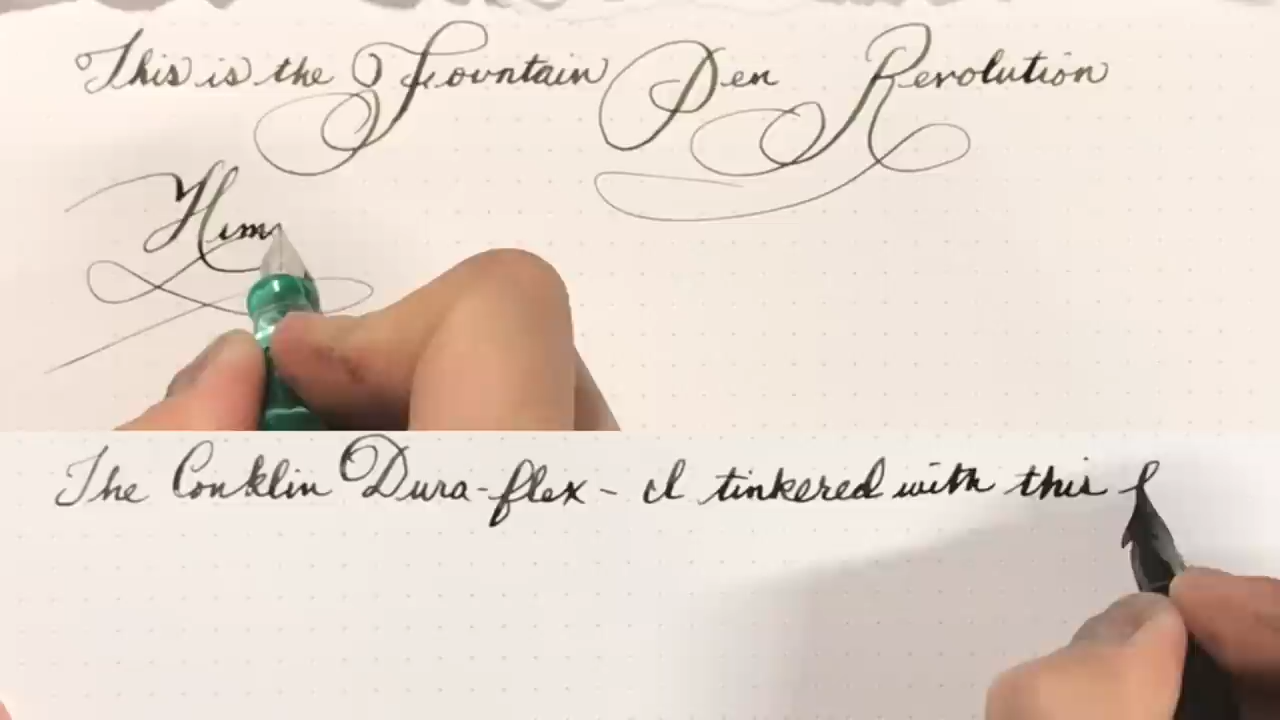 This is the Fountain Pen Revolution
Him
The Conklin Dura-flex - I tinkered with this f